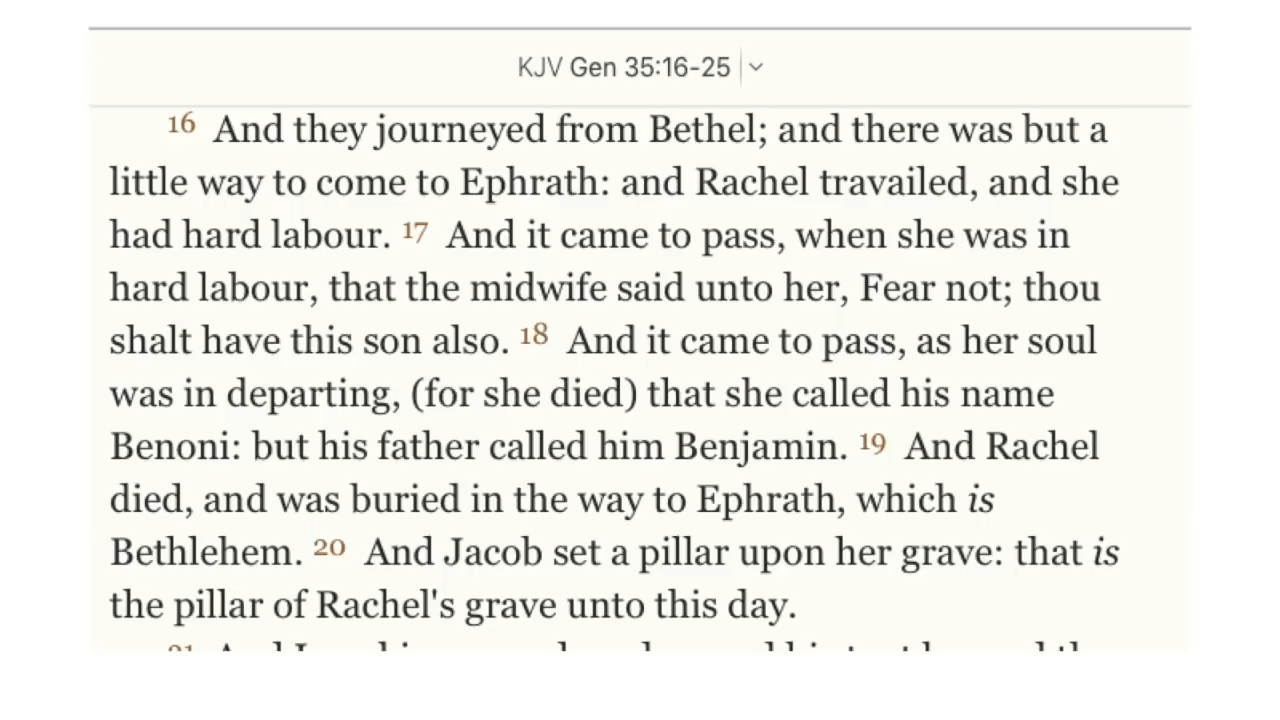 KJV Gen 35:16-25
16 And they journeyed from Bethel; and there was but a
little way to come to Ephrath: and Rachel travailed, and she
had hard labour. 17 And it came to pass, when she was in
hard labour, that the midwife said unto her, Fear not; thou
shalt have this son also. 18 And it came to pass, as her soul
was in departing, (for she died) that she called his name
Benoni: but his father called him Benjamin. 19 And Rachel
died, and was buried in the way to Ephrath, which is
Bethlehem. 20 And Jacob set a pillar upon her grave: that is
the pillar of Rachel's grave unto this day.